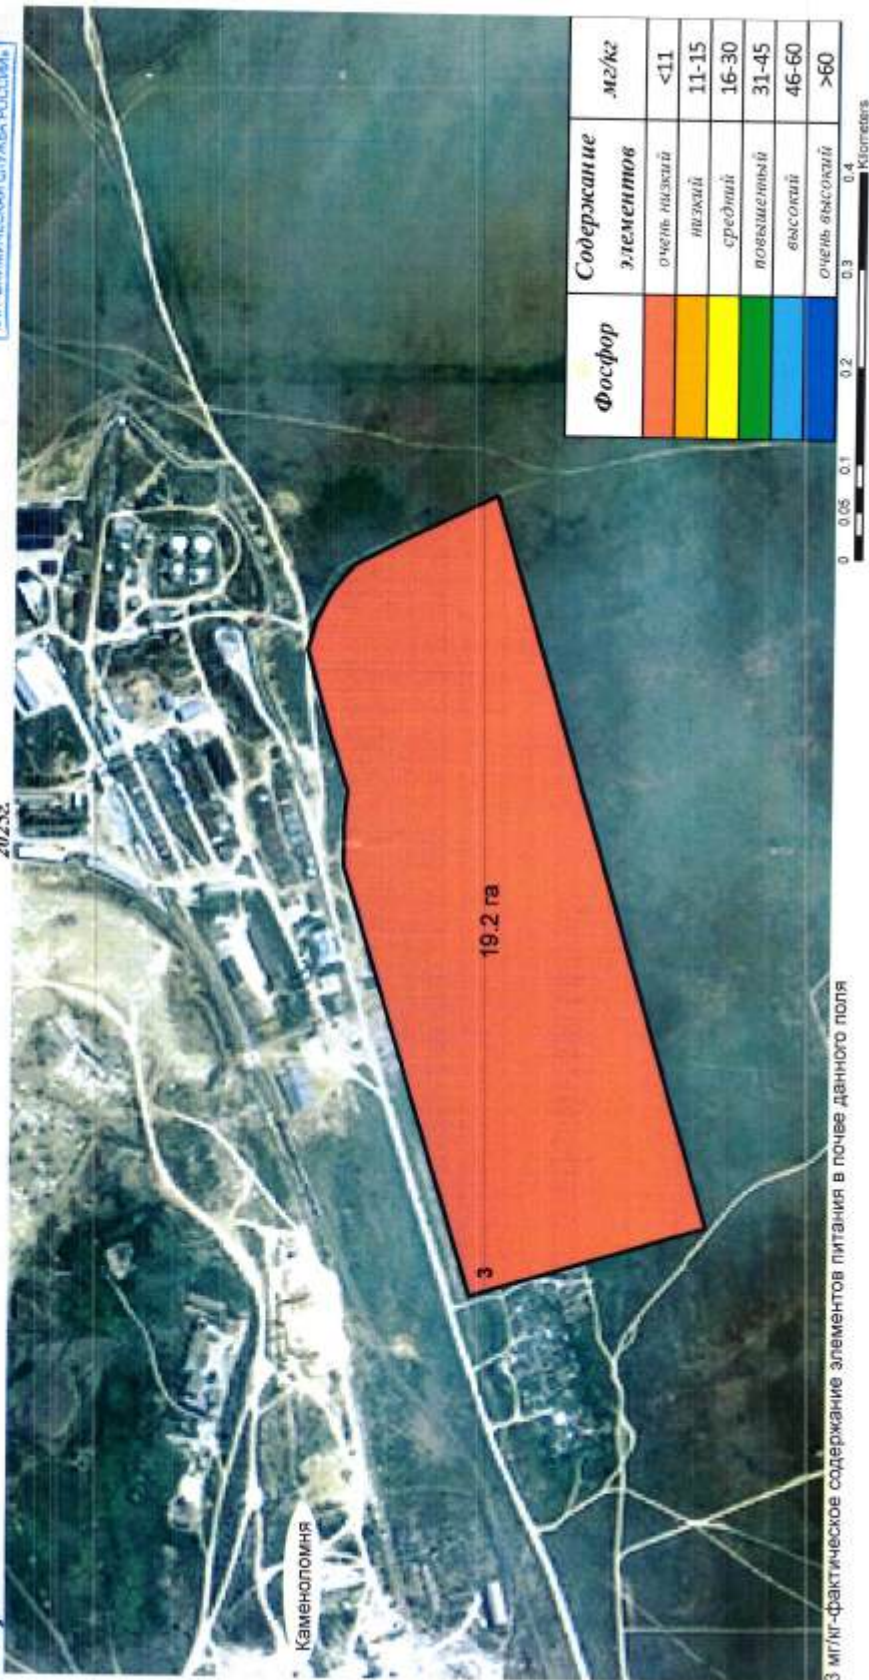 2023г.
Фосфор Содержание элементов мг/кг
очень низкий <11
низкий 11-15
средний 16-30
повышенный 31-45
высокий 46-60
очень высокий >60
3
19.2 га
Каменоломня
0 0.05 0.1 0.2 0.3 0.4
Kilometers
3 мг/кг-фактическое содержание элементов питания в почве данного поля